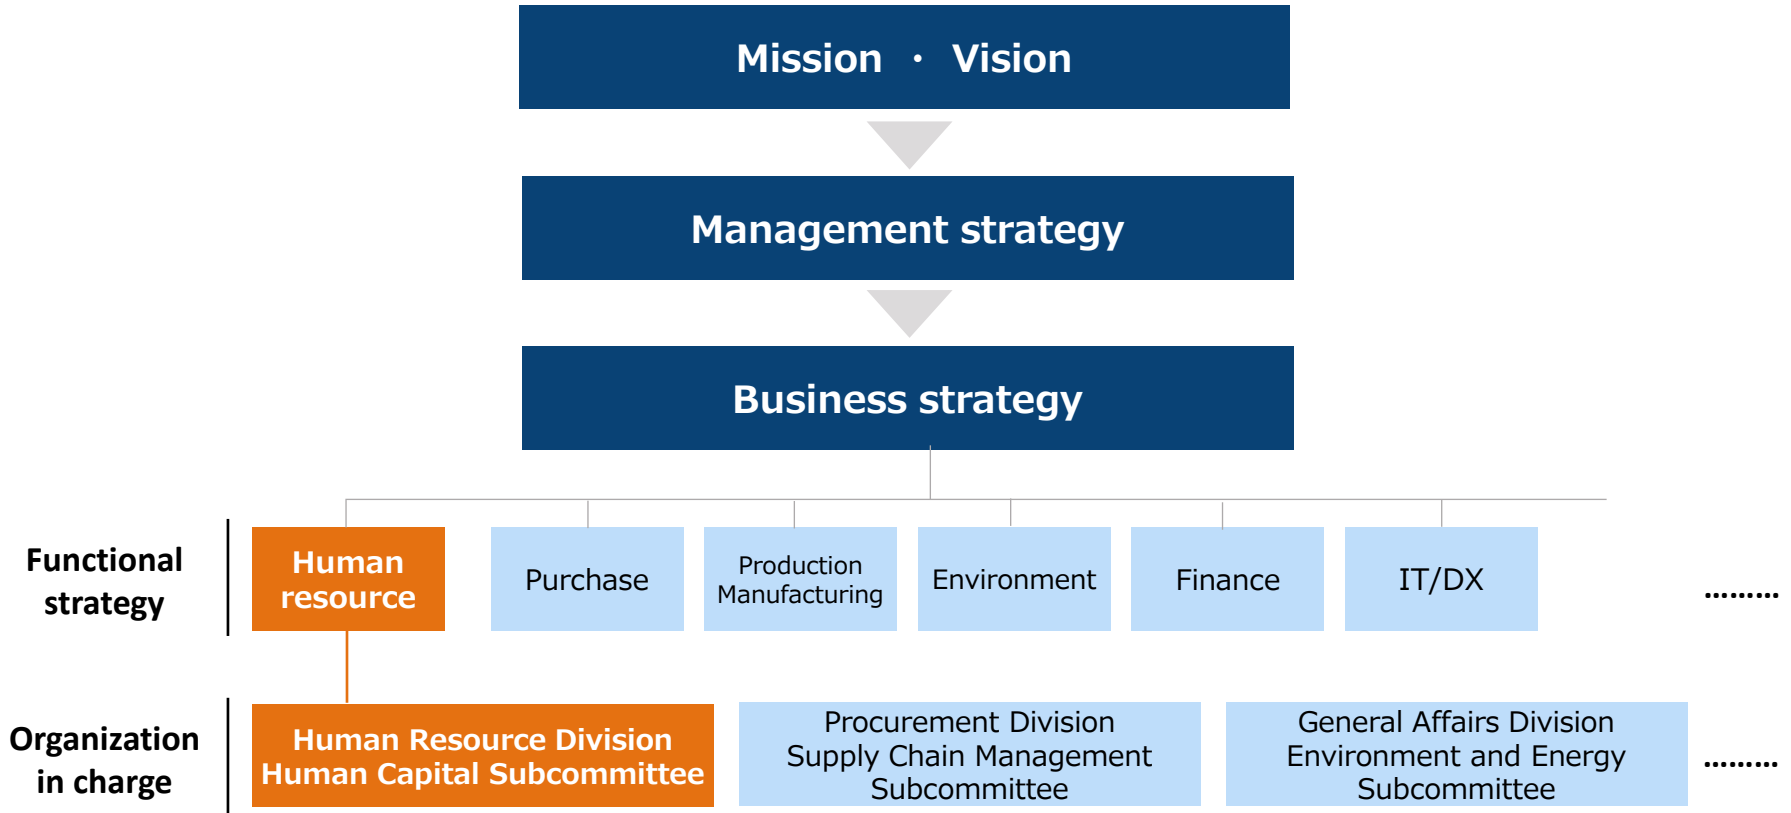 Mission ・ Vision
Management strategy
Business strategy
Functional
strategy
Human
resource
Purchase
Production
Manufacturing
Environment
Finance
IT/DX
………
Organization
in charge
Human Resource Division
Human Capital Subcommittee
Procurement Division
Supply Chain Management
Subcommittee
General Affairs Division
Environment and Energy
Subcommittee
………